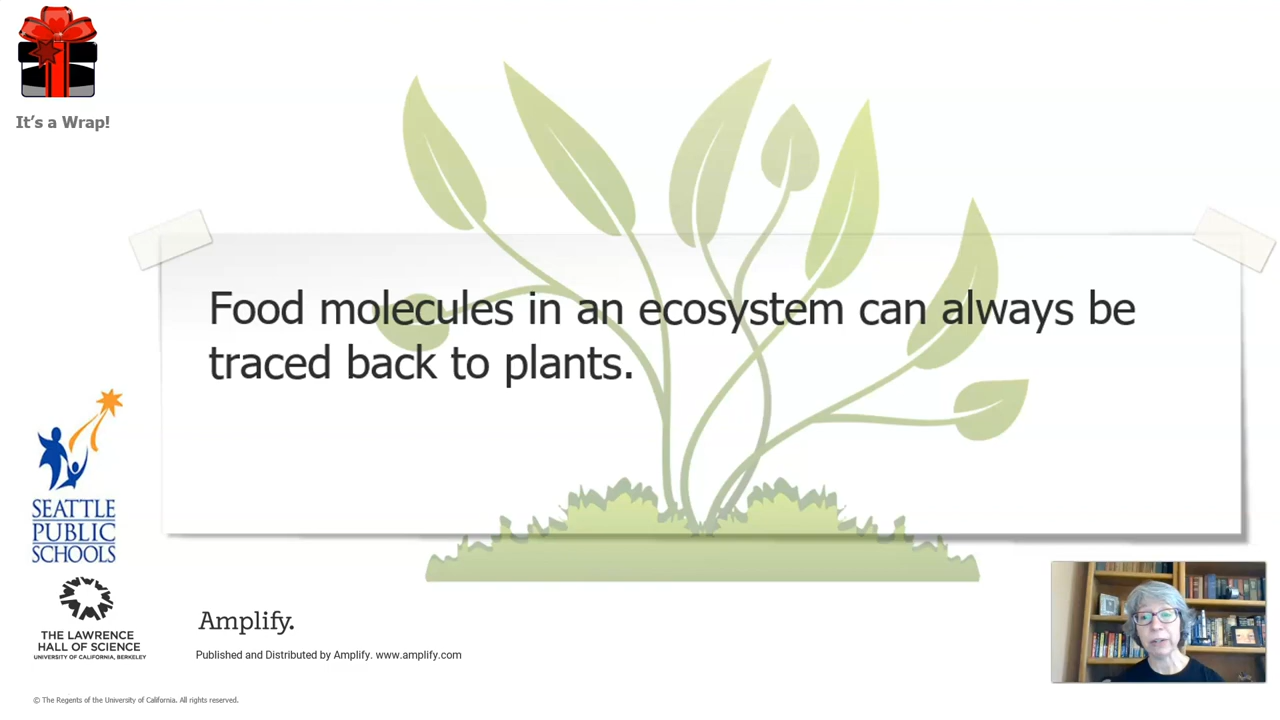 It's a Wrap!
Food molecules in an ecosystem can always be
traced back to plants.
SEATTLE
PUBLIC
SCHOOLS
THE LAWRENCE
HALL OF SCIENCE
UNIVERSITY OF CALIFORNIA, BERKELEY
Amplify.
Published and Distributed by Amplify. www.amplify.com
© The Regents of the University of California. All rights reserved.